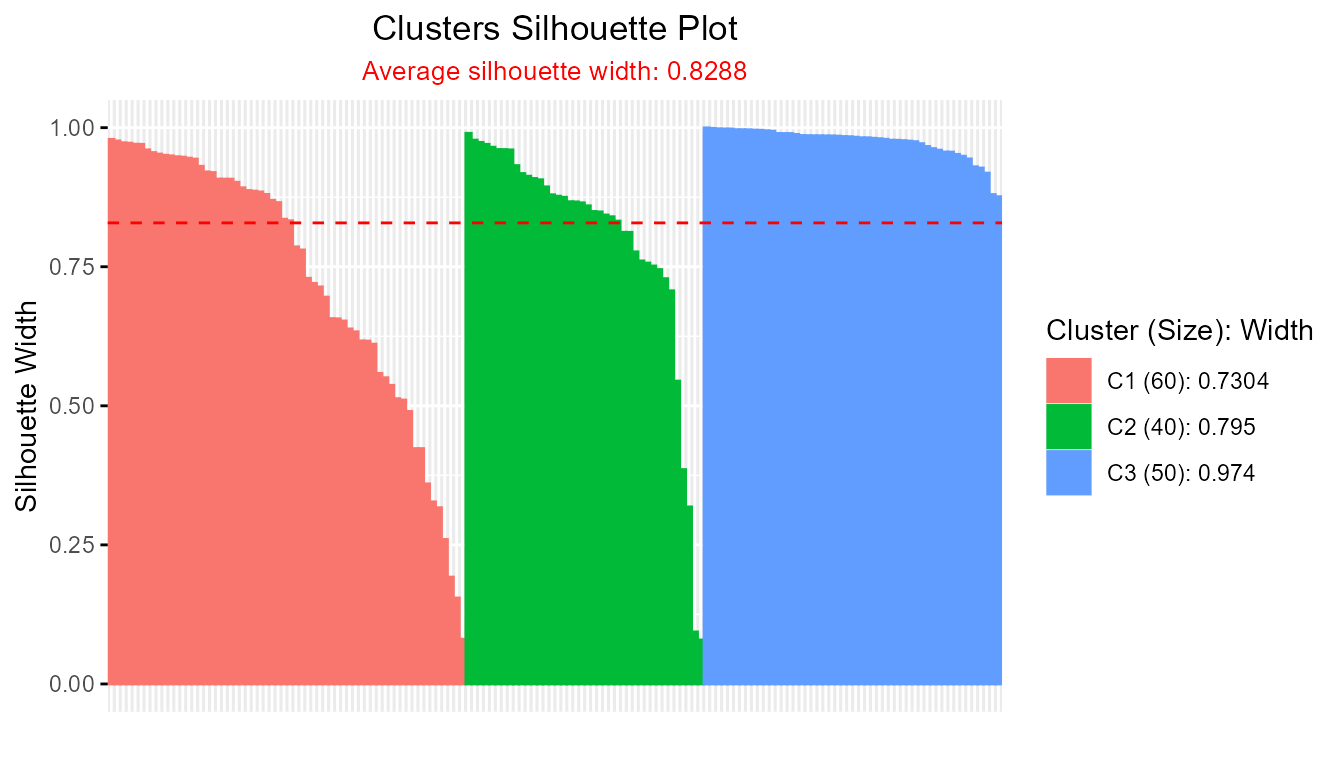 Clusters Silhouette Plot
Average silhouette width: 0.8288
Silhouette Width
1.00
0.75
0.50
0.25
0.00
Cluster (Size): Width
C1 (60): 0.7304
C2 (40): 0.795
C3 (50): 0.974